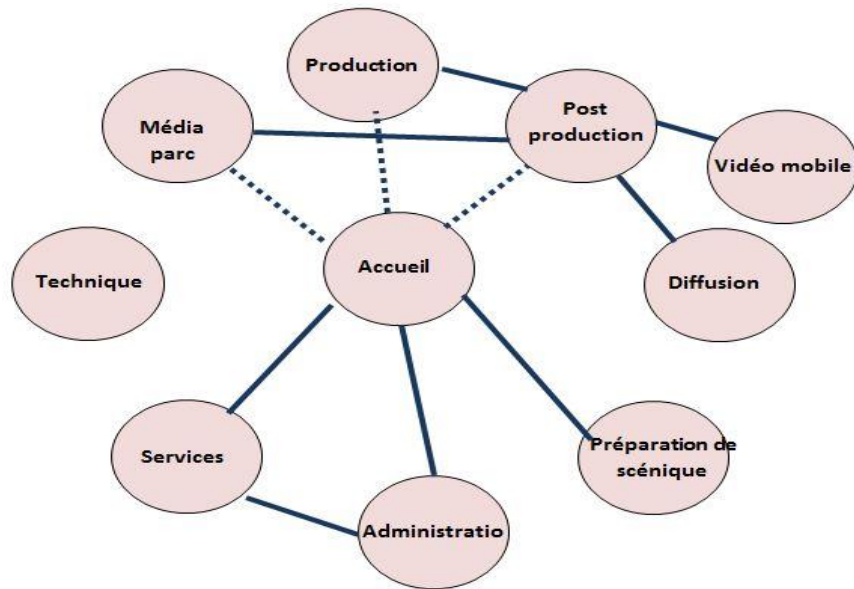 Production
Post
production
Média
parc
Vidéo mobile
Accueil
Technique
Diffusion
Services
Préparation de
scénique
Administratio